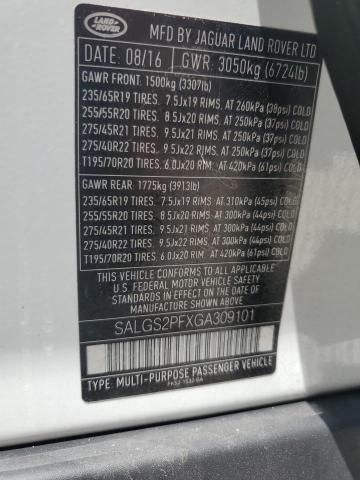 LAND ROVER
MFD BY JAGUAR LAND ROVER LTD
DATE: 08/16 GWR: 3050kg (6724lb)
GAWR FRONT: 1500kg (3307lb)
235/65R19 TIRES. 7.5Jx19 RIMS, AT 260kPa (38psi) COLD
255/55R20 TIRES. 8.5Jx20 RIMS, AT 250kPa (37psi) COLD
275/45R21 TIRES. 9.5Jx21 RIMS, AT 250kPa (37psi) COLD
275/40R22 TIRES. 9.5Jx22 RIMS, AT 250kPa (37psi) COLD
T195/70R20 TIRES. 6.0Jx20 RIMS, AT 420kPa (61psi) COLD
GAWR REAR: 1775kg (3913lb)
235/65R19 TIRES. 7.5Jx19 RIMS, AT 310kPa (45psi) COLD
255/55R20 TIRES. 8.5Jx20 RIMS, AT 300kPa (44psi) COLD
275/45R21 TIRES. 9.5Jx21 RIMS, AT 300kPa (44psi) COLD
275/40R22 TIRES. 9.5Jx22 RIMS, AT 300kPa (44psi) COLD
T195/70R20 TIRES. 6.0Jx20 RIMS, AT 420kPa (61psi) COLD
THIS VEHICLE CONFORMS TO ALL APPLICABLE
U.S. FEDERAL MOTOR VEHICLE SAFETY
AND THEFT PREVENTION STANDARDS IN EFFECT
ON THE DATE OF MANUFACTURE SHOWN ABOVE
SALGS2PFXGA309101
TYPE: MULTI-PURPOSE PASSENGER VEHICLE